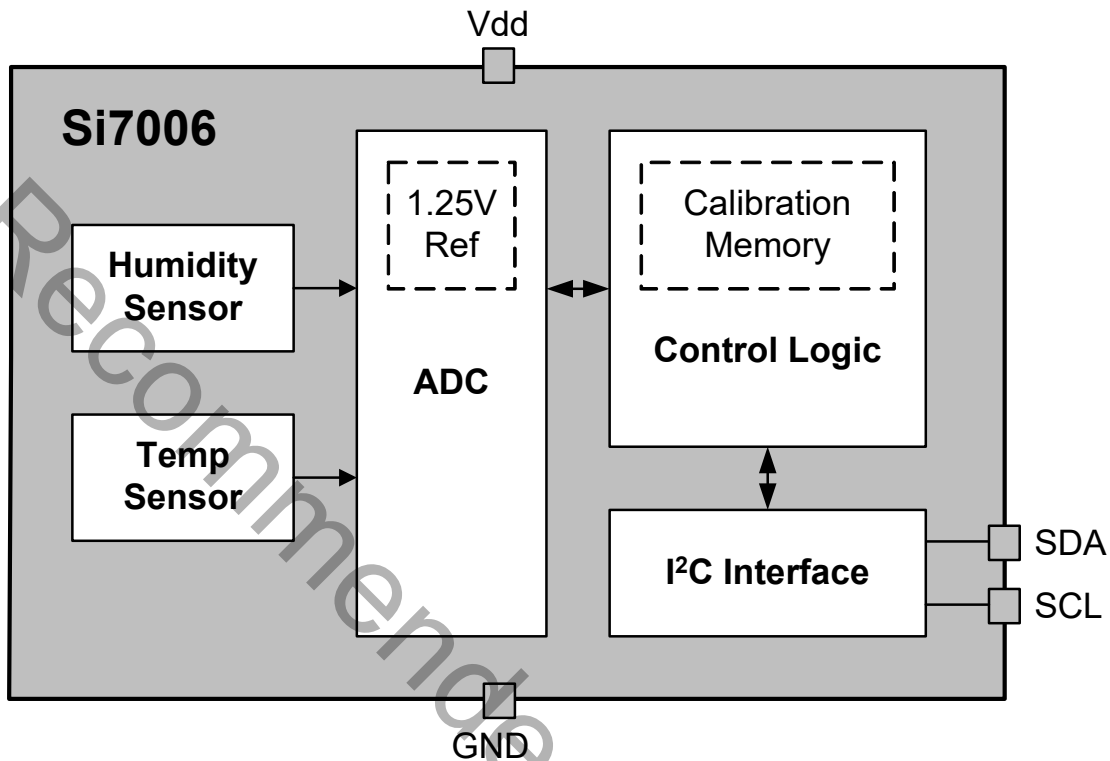 Vdd
Si7006
1.25V
Ref
Calibration
Memory
Humidity
Sensor
Control Logic
ADC
Temp
Sensor
I²C Interface
SDA
SCL
GND